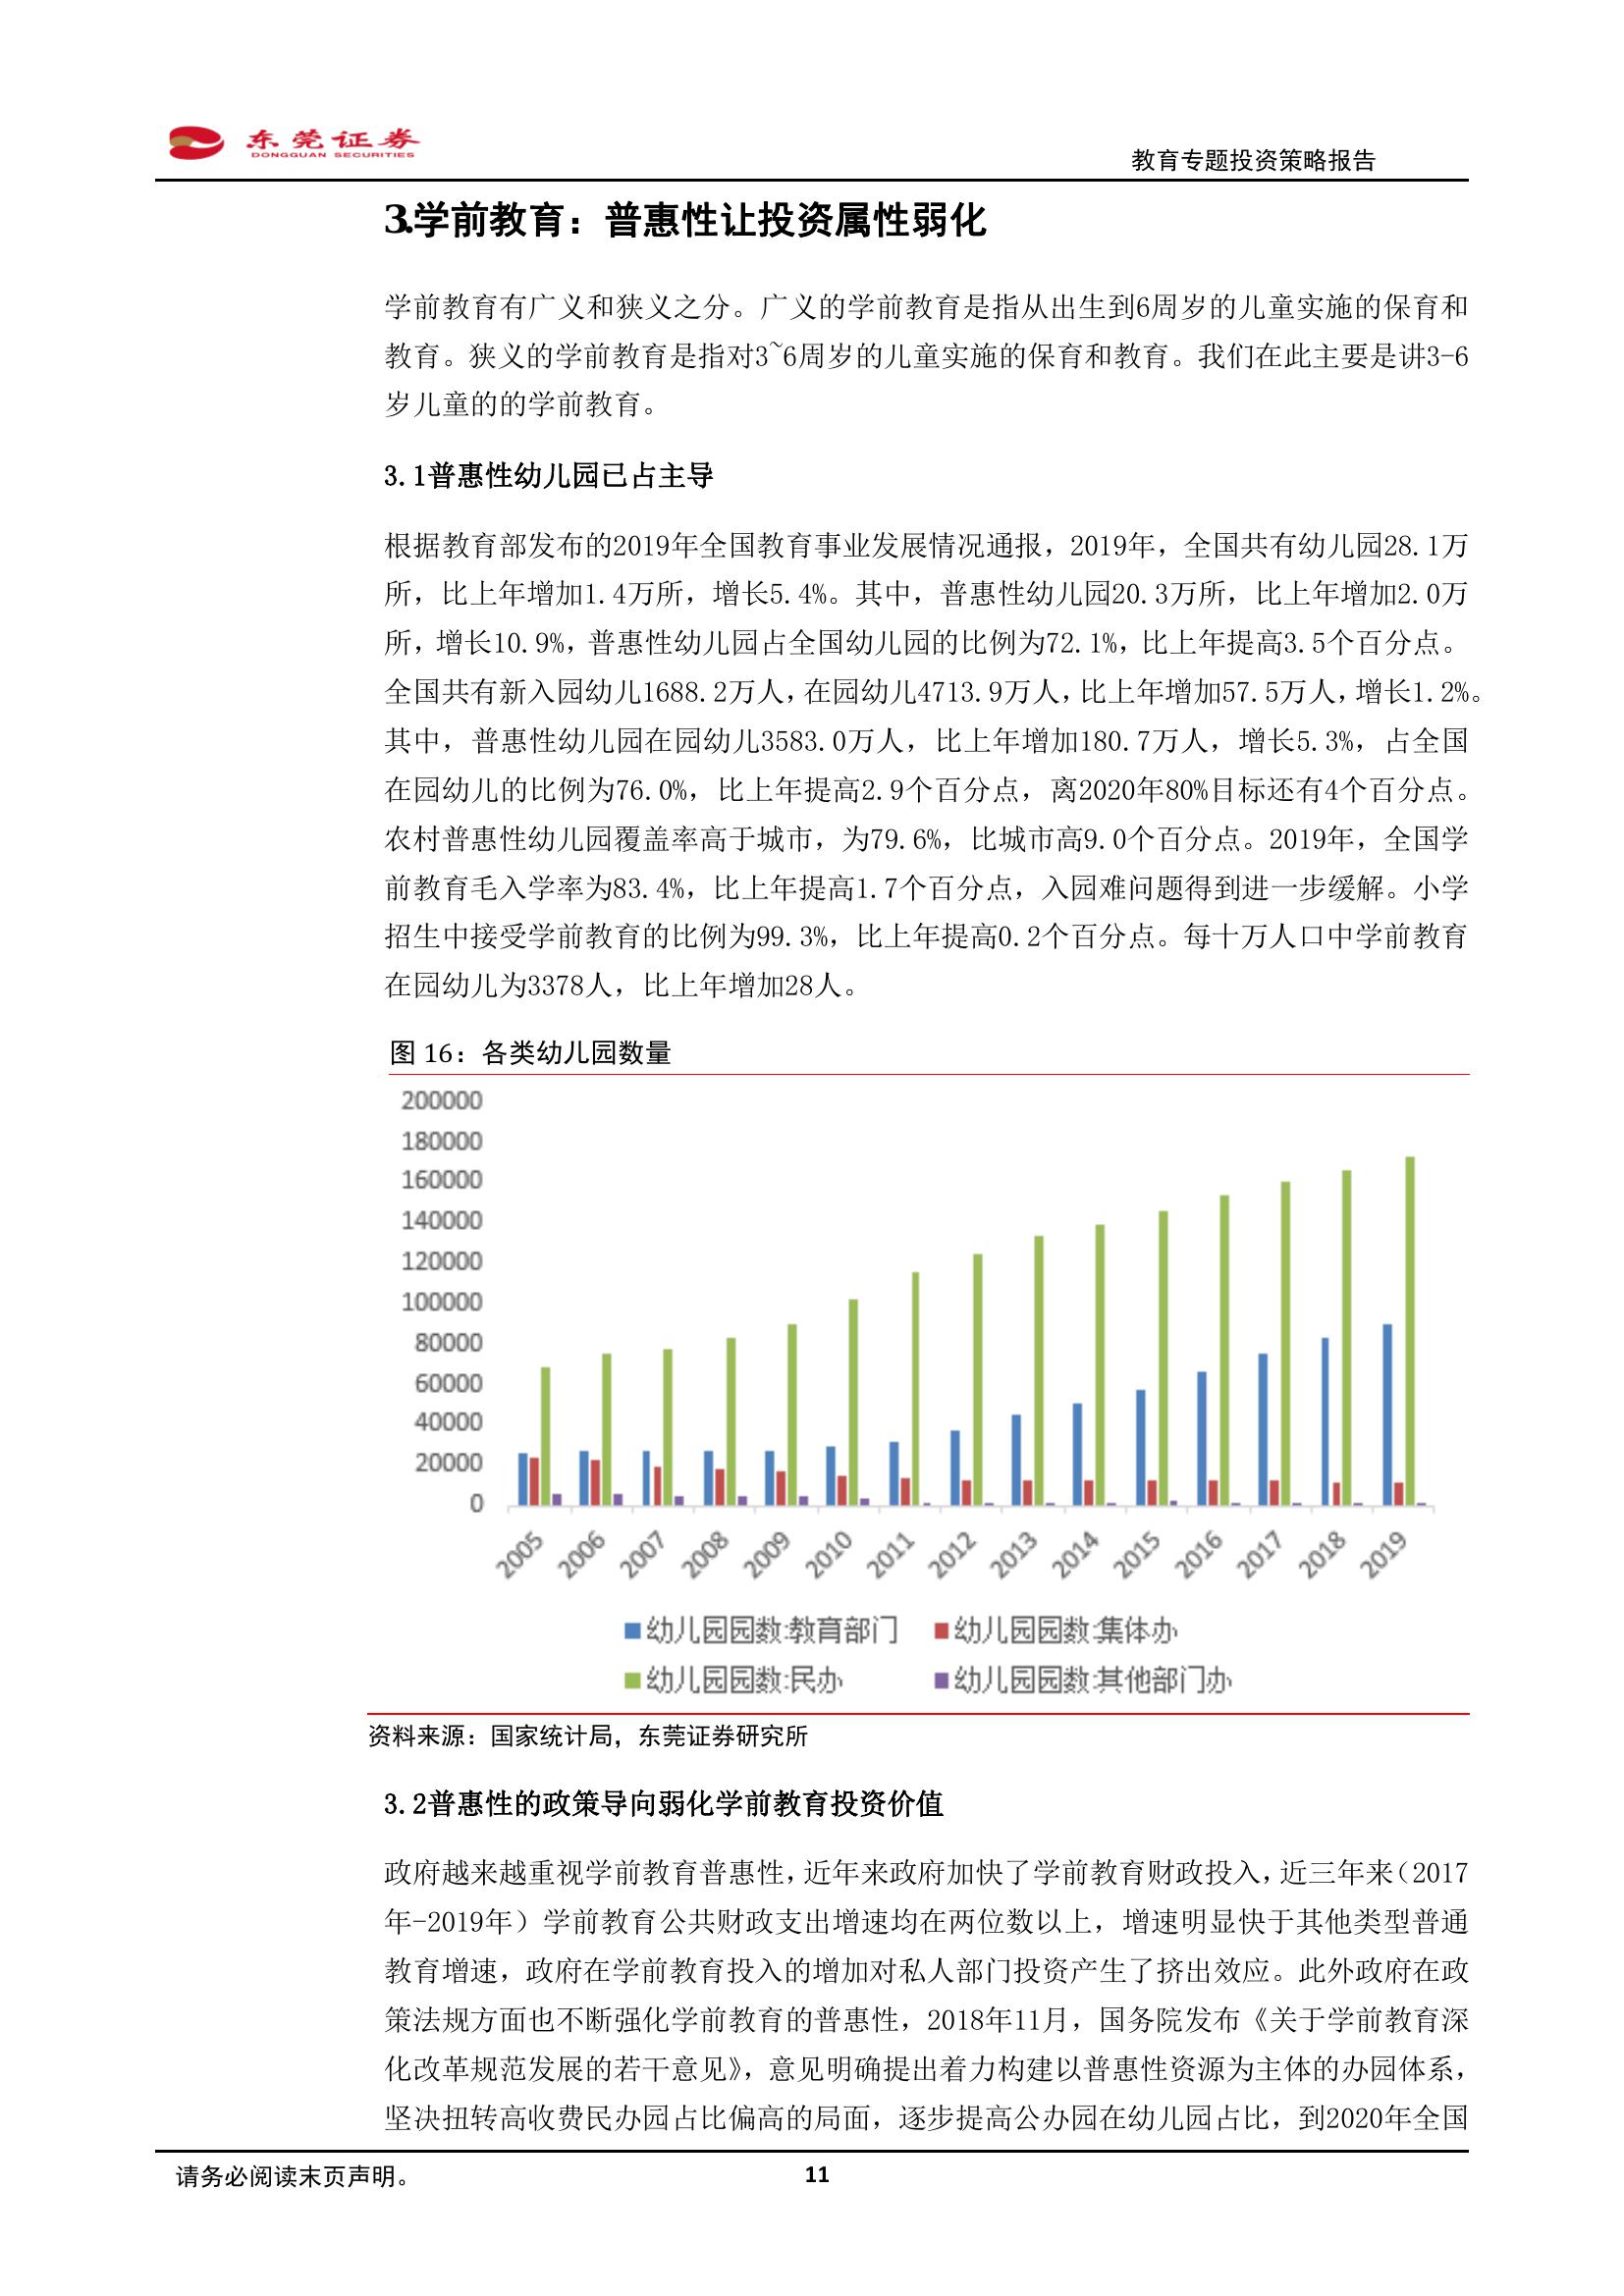 东莞证券
DONGGUAN SECURITIES
教育专题投资策略报告
3.学前教育：普惠性让投资属性弱化
学前教育有广义和狭义之分。广义的学前教育是指从出生到6周岁的儿童实施的保育和
教育。狭义的学前教育是指对3~6周岁的儿童实施的保育和教育。我们在此主要是讲3-6
岁儿童的的学前教育。
3.1普惠性幼儿园已占主导
根据教育部发布的2019年全国教育事业发展情况通报，2019年，全国共有幼儿园28.1万
所，比上年增加1.4万所，增长5.4%。其中，普惠性幼儿园20.3万所，比上年增加2.0万
所，增长10.9%，普惠性幼儿园占全国幼儿园的比例为72.1%，比上年提高3.5个百分点。
全国共有新入园幼儿1688.2万人，在园幼儿4713.9万人，比上年增加57.5万人，增长1.2%。
其中，普惠性幼儿园在园幼儿3583.0万人，比上年增加180.7万人，增长5.3%，占全国
在园幼儿的比例为76.0%，比上年提高2.9个百分点，离2020年80%目标还有4个百分点。
农村普惠性幼儿园覆盖率高于城市，为79.6%，比城市高9.0个百分点。2019年，全国学
前教育毛入学率为83.4%，比上年提高1.7个百分点，入园难问题得到进一步缓解。小学
招生中接受学前教育的比例为99.3%，比上年提高0.2个百分点。每十万人口中学前教育
在园幼儿为3378人，比上年增加28人。
图 16：各类幼儿园数量
200000
180000
160000
140000
120000
100000
80000
60000
40000
20000
0
2005 2006 2007 2008 2009 2010 2011 2012 2013 2014 2015 2016 2017 2018 2019
幼儿园园数:教育部门 幼儿园园数:集体办
幼儿园园数:民办 幼儿园园数:其他部门办
资料来源：国家统计局，东莞证券研究所
3.2普惠性的政策导向弱化学前教育投资价值
政府越来越重视学前教育普惠性，近年来政府加快了学前教育财政投入，近三年来（2017
年-2019年）学前教育公共财政支出增速均在两位数以上，增速明显快于其他类型普通
教育增速，政府在学前教育投入的增加对私人部门投资产生了挤出效应。此外政府在政
策法规方面也不断强化学前教育的普惠性，2018年11月，国务院发布《关于学前教育深
化改革规范发展的若干意见》，意见明确提出着力构建以普惠性资源为主体的办园体系，
坚决扭转高收费民办园占比偏高的局面，逐步提高公办园在幼儿园占比，到2020年全国
请务必阅读末页声明。
11